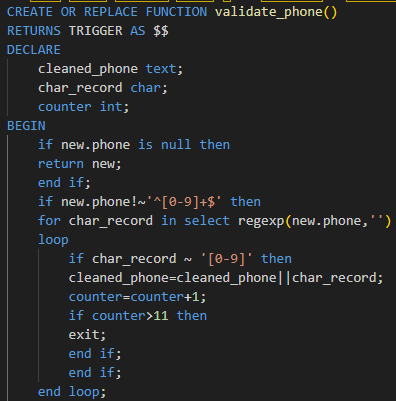 CREATE OR REPLACE FUNCTION validate_phone()
RETURNS TRIGGER AS $$
DECLARE
    cleaned_phone text;
    char_record char;
    counter int;
BEGIN
    if new.phone is null then
    return new;
    end if;
    if new.phone!~'^[0-9]+$' then
    for char_record in select regexp(new.phone,'')
    loop
        if char_record ~ '[0-9]' then
        cleaned_phone=cleaned_phone||char_record;
        counter=counter+1;
        if counter>11 then
        exit;
        end if;
        end if;
    end loop;